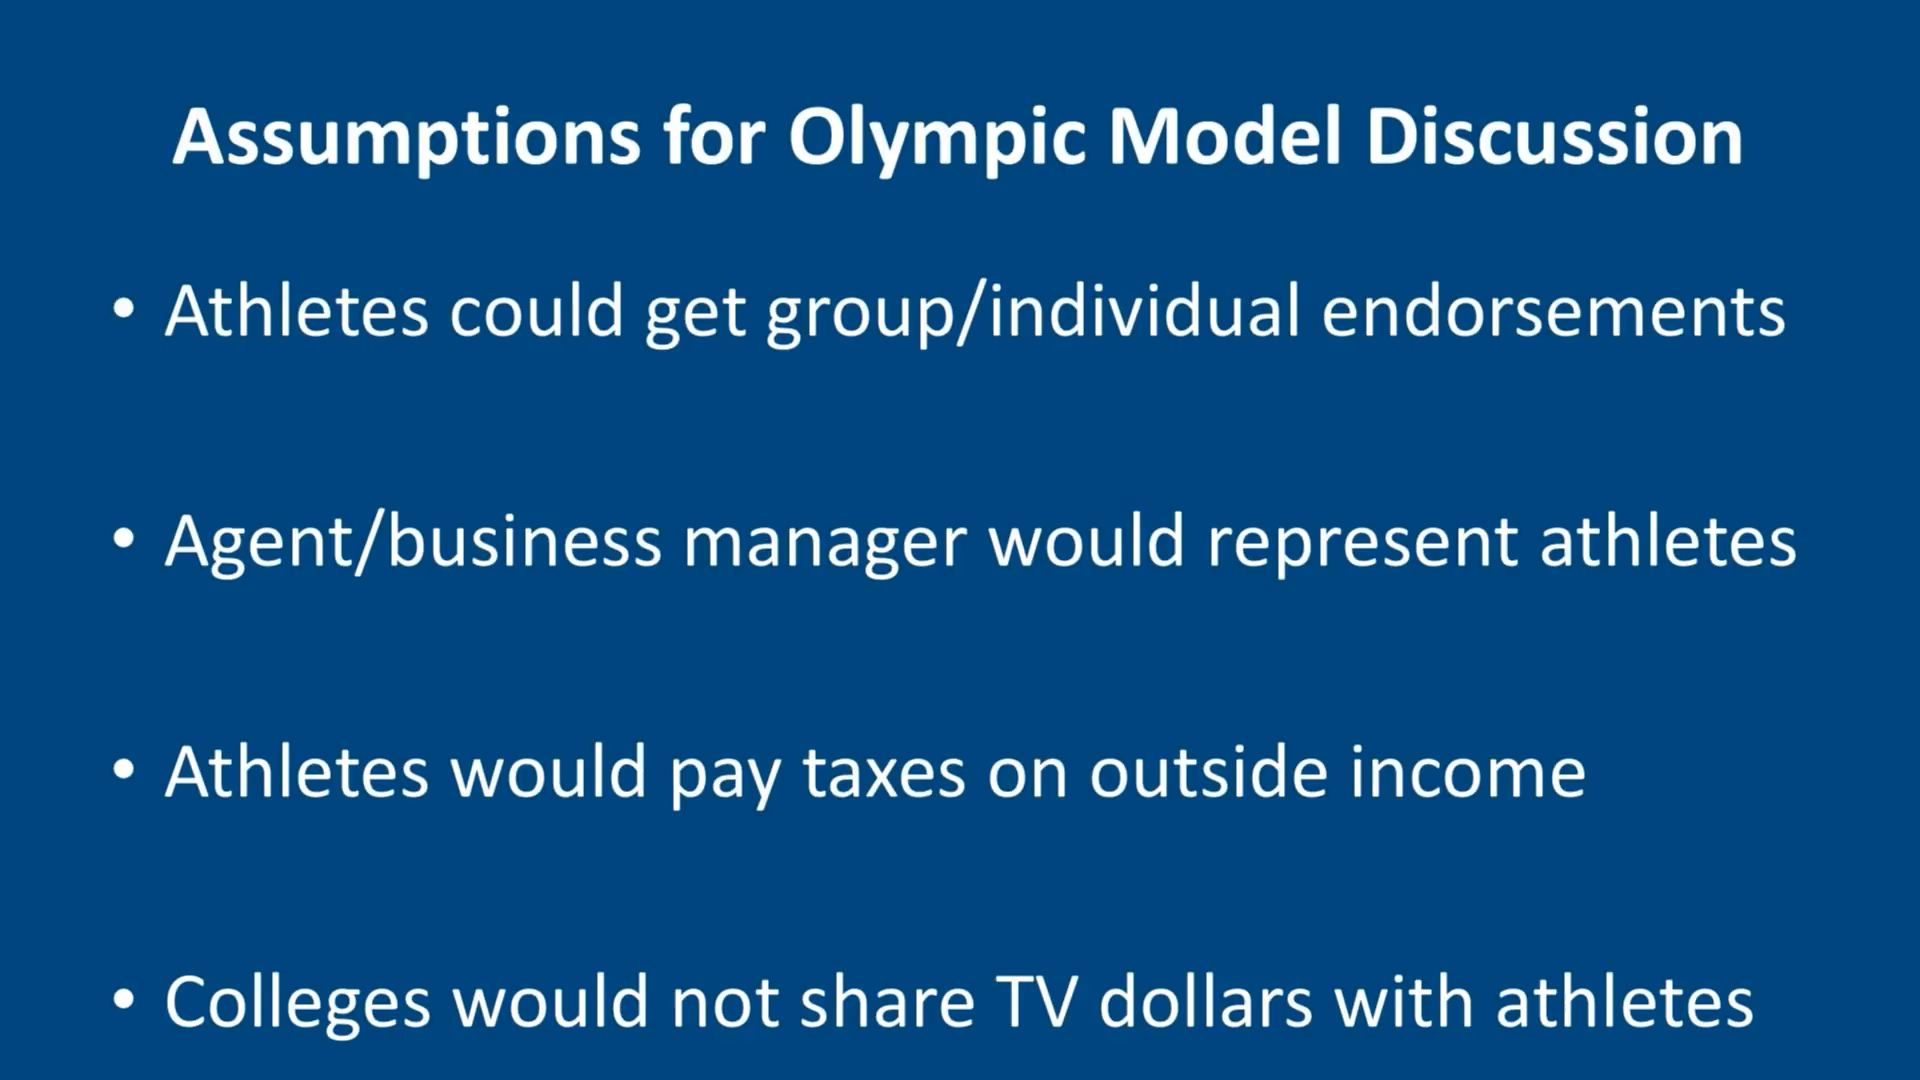 Assumptions for Olympic Model Discussion
• Athletes could get group/individual endorsements
• Agent/business manager would represent athletes
• Athletes would pay taxes on outside income
• Colleges would not share TV dollars with athletes